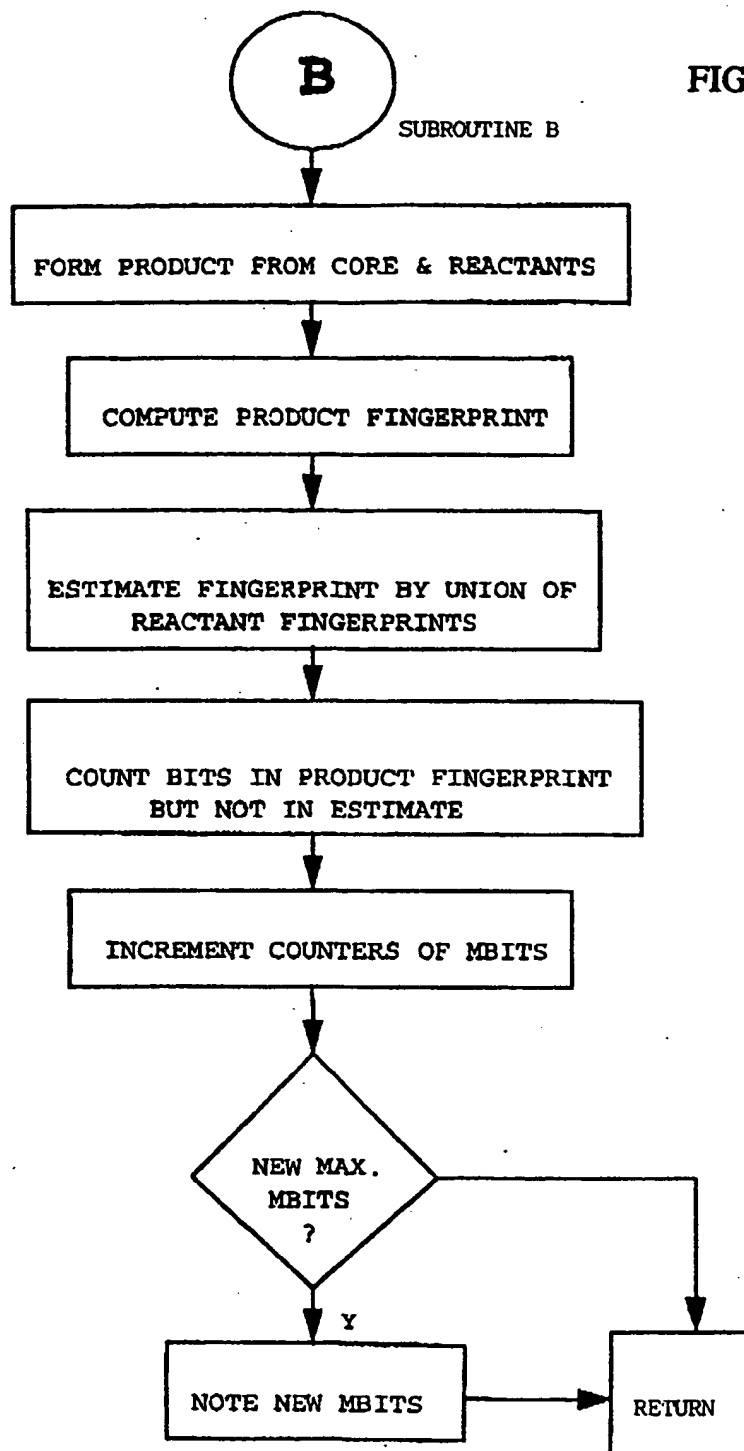 B
FIG
SUBROUTINE B
FORM PRODUCT FROM CORE & REACTANTS
COMPUTE PRODUCT FINGERPRINT
ESTIMATE FINGERPRINT BY UNION OF
REACTANT FINGERPRINTS
COUNT BITS IN PRODUCT FINGERPRINT
BUT NOT IN ESTIMATE
INCREMENT COUNTERS OF MBITS
NEW MAX.
MBITS
?
Y
NOTE NEW MBITS
RETURN